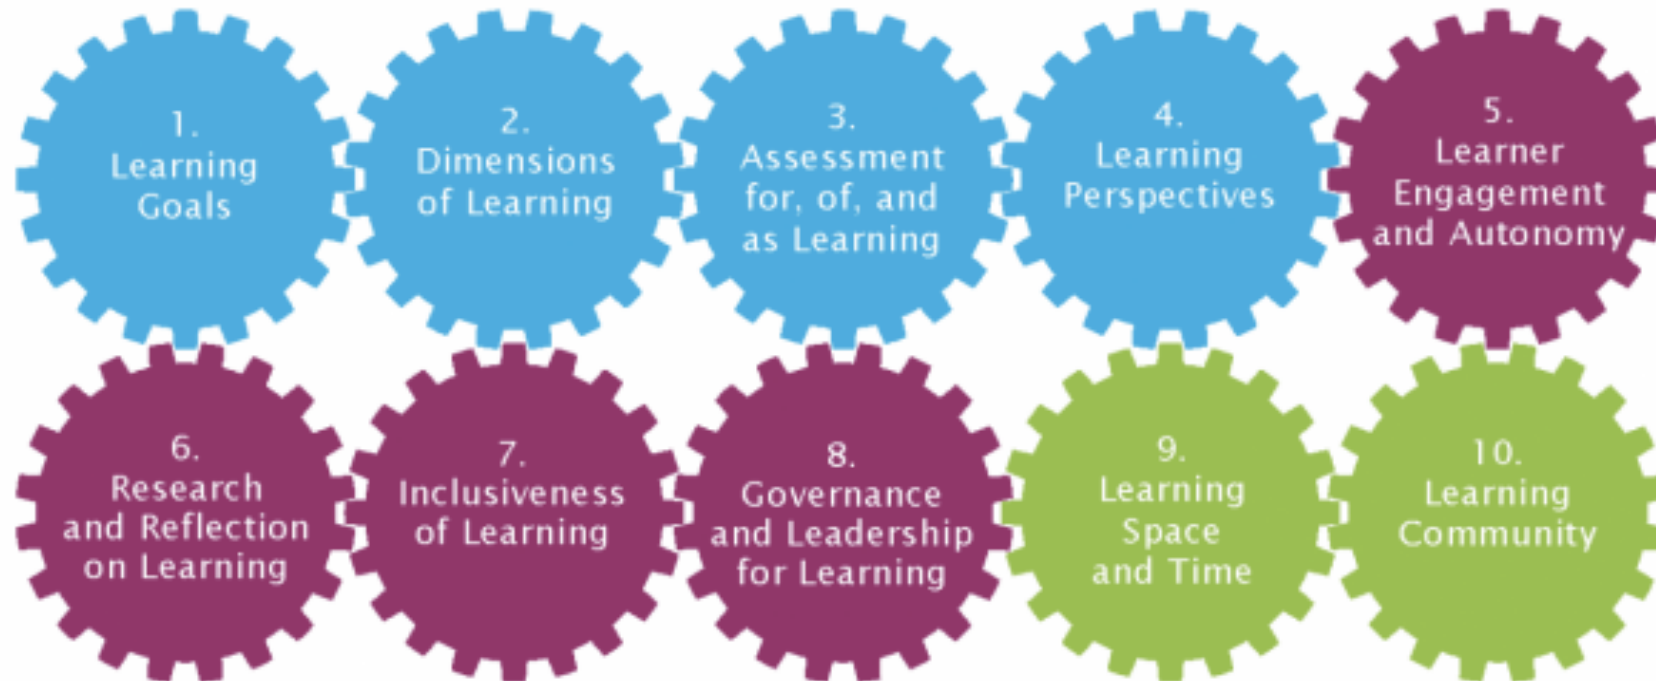 1.
Learning
Goals
2.
Dimensions
of Learning
3.
Assessment
for, of, and
as Learning
4.
Learning
Perspectives
5.
Learner
Engagement
and Autonomy
6.
Research
and Reflection
on Learning
7.
Inclusiveness
of Learning
8.
Governance
and Leadership
for Learning
9.
Learning
Space
and Time
10.
Learning
Community